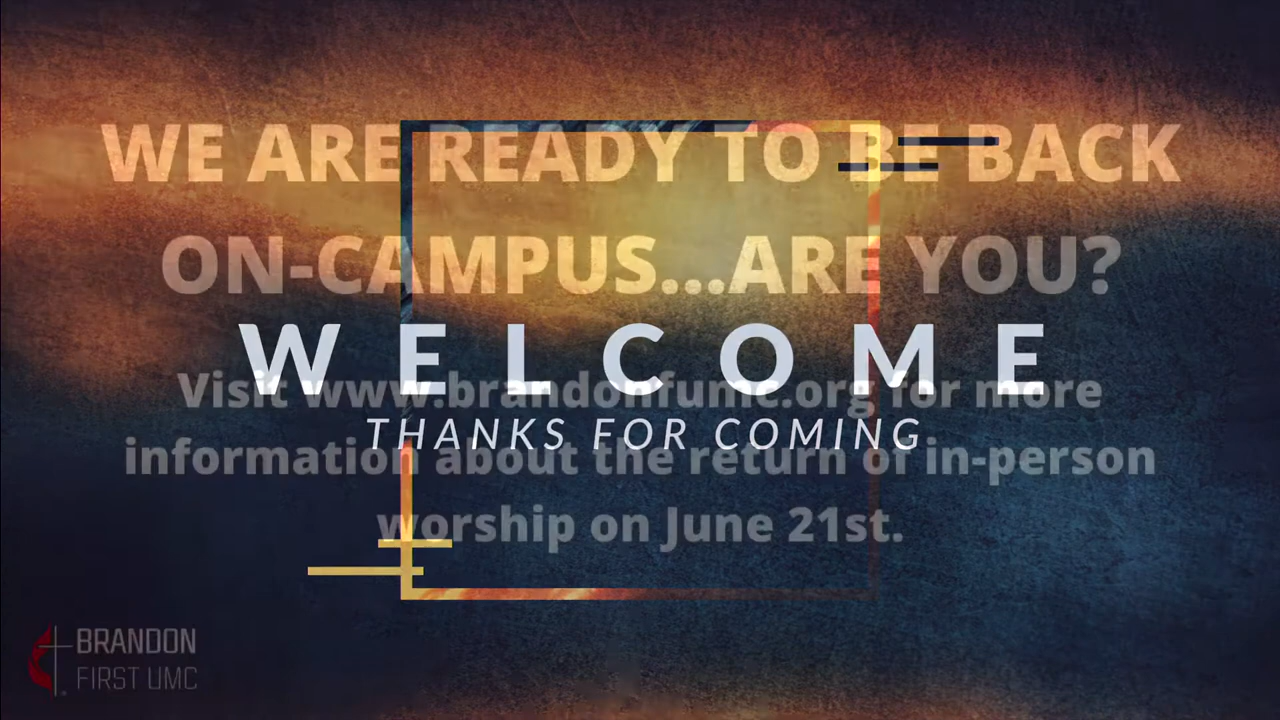 WE ARE READY TO BE BACK
ON-CAMPUS...ARE YOU?
WELCOME
Visit www.brandonfumc.org for more
THANKS FOR COMING
information about the return of in-person
worship on June 21st.
BRANDON
FIRST UMC